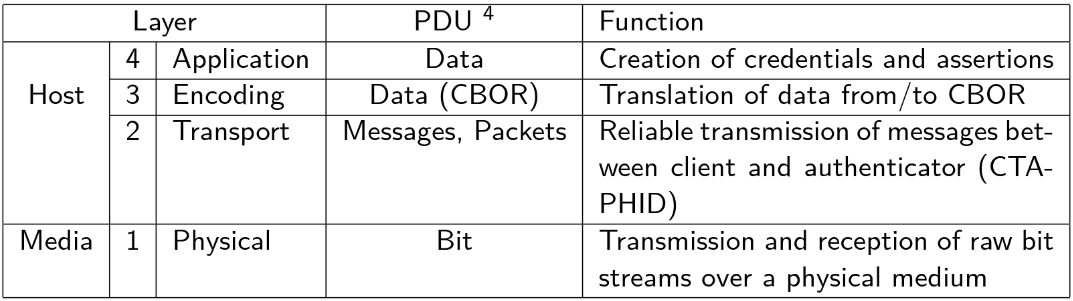 Layer PDU 4 Function
4 Application Data Creation of credentials and assertions
Host 3 Encoding Data (CBOR) Translation of data from/to CBOR
2 Transport Messages, Packets Reliable transmission of messages bet-
ween client and authenticator (CTA-
PHID)
Media 1 Physical Bit Transmission and reception of raw bit
streams over a physical medium